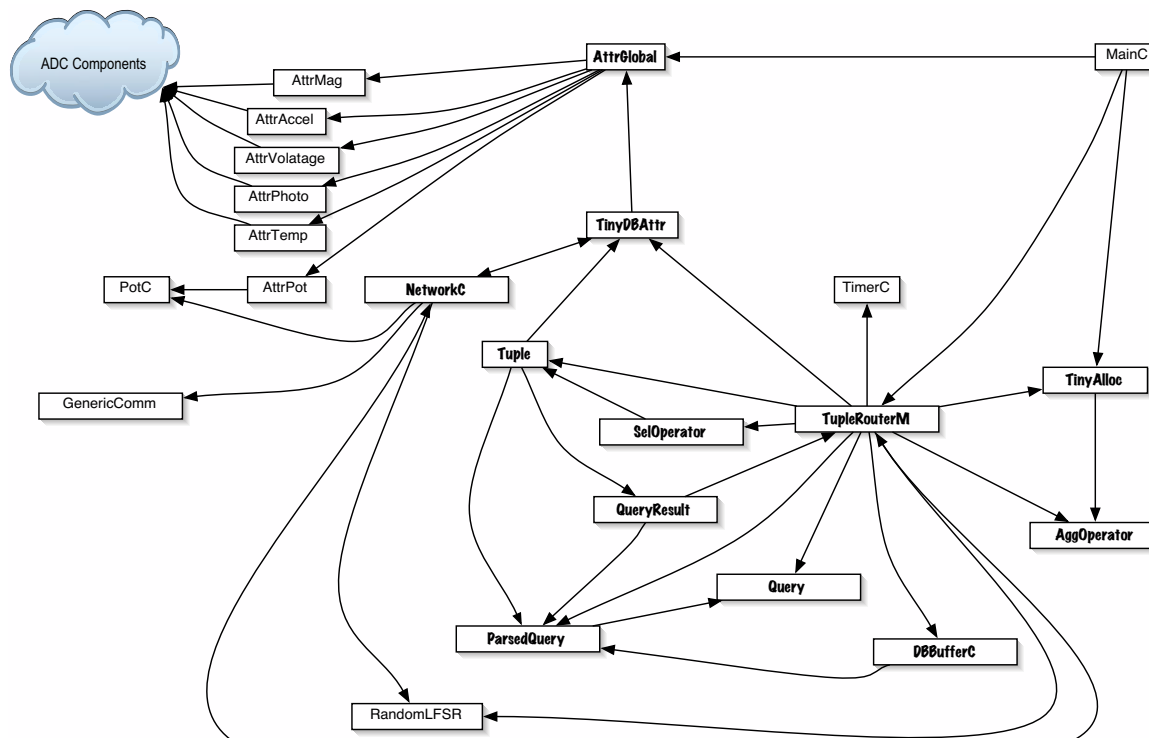 ADC Components
AttrGlobal
MainC
AttrMag
AttrAccel
AttrVolatage
AttrPhoto
TinyDBAttr
AttrTemp
PotC
AttrPot
NetworkC
TimerC
Tuple
TinyAlloc
GenericComm
TupleRouterM
SelOperator
QueryResult
AggOperator
Query
ParsedQuery
DBBufferC
RandomLFSR